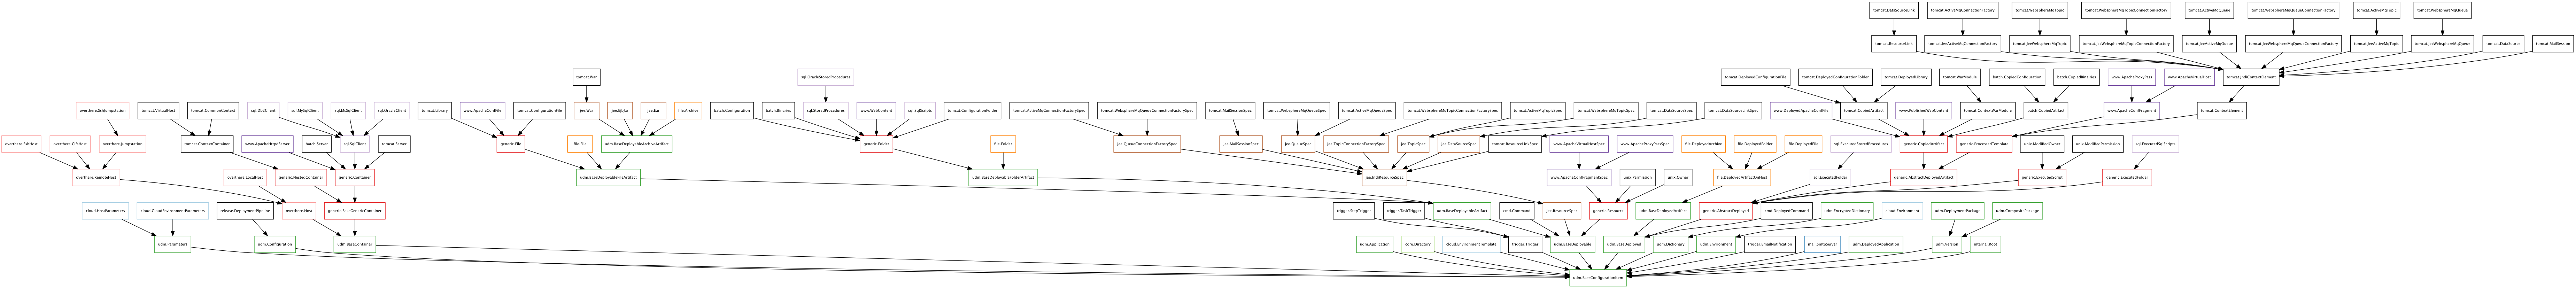 tomcat.DataSourceLink
tomcat.ActiveMqConnectionFactory
tomcat.WebsphereMqTopic
tomcat.WebsphereMqTopicConnectionFactory
tomcat.ActiveMqQueue
tomcat.WebsphereMqQueueConnectionFactory
tomcat.ActiveMqTopic
tomcat.WebsphereMqQueue
tomcat.ResourceLink
tomcat.JeeActiveMqConnectionFactory
tomcat.JeeWebsphereMqTopic
tomcat.JeeWebsphereMqTopicConnectionFactory
tomcat.JeeActiveMqQueue
tomcat.JeeWebsphereMqQueueConnectionFactory
tomcat.JeeActiveMqTopic
tomcat.JeeWebsphereMqQueue
tomcat.DataSource
tomcat.MailSession
tomcat.War
sql.OracleStoredProcedures
tomcat.DeployedConfigurationFile
tomcat.DeployedConfigurationFolder
tomcat.DeployedLibrary
tomcat.WarModule
batch.CopiedConfiguration
batch.CopiedBinaries
www.ApacheProxyPass
www.ApacheVirtualHost
tomcat.JndiContextElement
overthere.SshJumpstation
tomcat.VirtualHost
tomcat.CommonContext
sql.Db2Client
sql.MySqlClient
sql.MsSqlClient
sql.OracleClient
tomcat.Library
www.ApacheConfFile
tomcat.ConfigurationFile
jee.War
jee.EjbJar
jee.Ear
file.Archive
batch.Configuration
batch.Binaries
sql.StoredProcedures
www.WebContent
sql.SqlScripts
tomcat.ConfigurationFolder
tomcat.ActiveMqConnectionFactorySpec
tomcat.WebsphereMqQueueConnectionFactorySpec
tomcat.MailSessionSpec
tomcat.WebsphereMqQueueSpec
tomcat.ActiveMqQueueSpec
tomcat.WebsphereMqTopicConnectionFactorySpec
tomcat.ActiveMqTopicSpec
tomcat.WebsphereMqTopicSpec
tomcat.DataSourceSpec
tomcat.DataSourceLinkSpec
www.DeployedApacheConfFile
tomcat.CopiedArtifact
www.PublishedWebContent
tomcat.ContextWarModule
batch.CopiedArtifact
www.ApacheConfFragment
tomcat.ContextElement
overthere.SshHost
overthere.CifsHost
overthere.Jumpstation
tomcat.ContextContainer
www.ApacheHttpdServer
batch.Server
sql.SqlClient
tomcat.Server
generic.File
file.File
udm.BaseDeployableArchiveArtifact
generic.Folder
file.Folder
jee.QueueConnectionFactorySpec
jee.MailSessionSpec
jee.QueueSpec
jee.TopicConnectionFactorySpec
jee.TopicSpec
jee.DataSourceSpec
tomcat.ResourceLinkSpec
www.ApacheVirtualHostSpec
www.ApacheProxyPassSpec
file.DeployedArchive
file.DeployedFolder
file.DeployedFile
sql.ExecutedStoredProcedures
generic.CopiedArtifact
generic.ProcessedTemplate
unix.ModifiedOwner
unix.ModifiedPermission
sql.ExecutedSqlScripts
overthere.RemoteHost
overthere.LocalHost
generic.NestedContainer
generic.Container
udm.BaseDeployableFileArtifact
udm.BaseDeployableFolderArtifact
jee.JndiResourceSpec
www.ApacheConfFragmentSpec
unix.Permission
unix.Owner
file.DeployedArtifactOnHost
sql.ExecutedFolder
generic.AbstractDeployedArtifact
generic.ExecutedScript
generic.ExecutedFolder
cloud.HostParameters
cloud.CloudEnvironmentParameters
release.DeploymentPipeline
overthere.Host
generic.BaseGenericContainer
trigger.StepTrigger
trigger.TaskTrigger
udm.BaseDeployableArtifact
cmd.Command
jee.ResourceSpec
generic.Resource
udm.BaseDeployedArtifact
generic.AbstractDeployed
cmd.DeployedCommand
udm.EncryptedDictionary
cloud.Environment
udm.DeploymentPackage
udm.CompositePackage
udm.Parameters
udm.Configuration
udm.BaseContainer
udm.Application
core.Directory
cloud.EnvironmentTemplate
trigger.Trigger
udm.BaseDeployable
udm.BaseDeployed
udm.Dictionary
udm.Environment
trigger.EmailNotification
mail.SmtpServer
udm.DeployedApplication
udm.Version
internal.Root
udm.BaseConfigurationItem